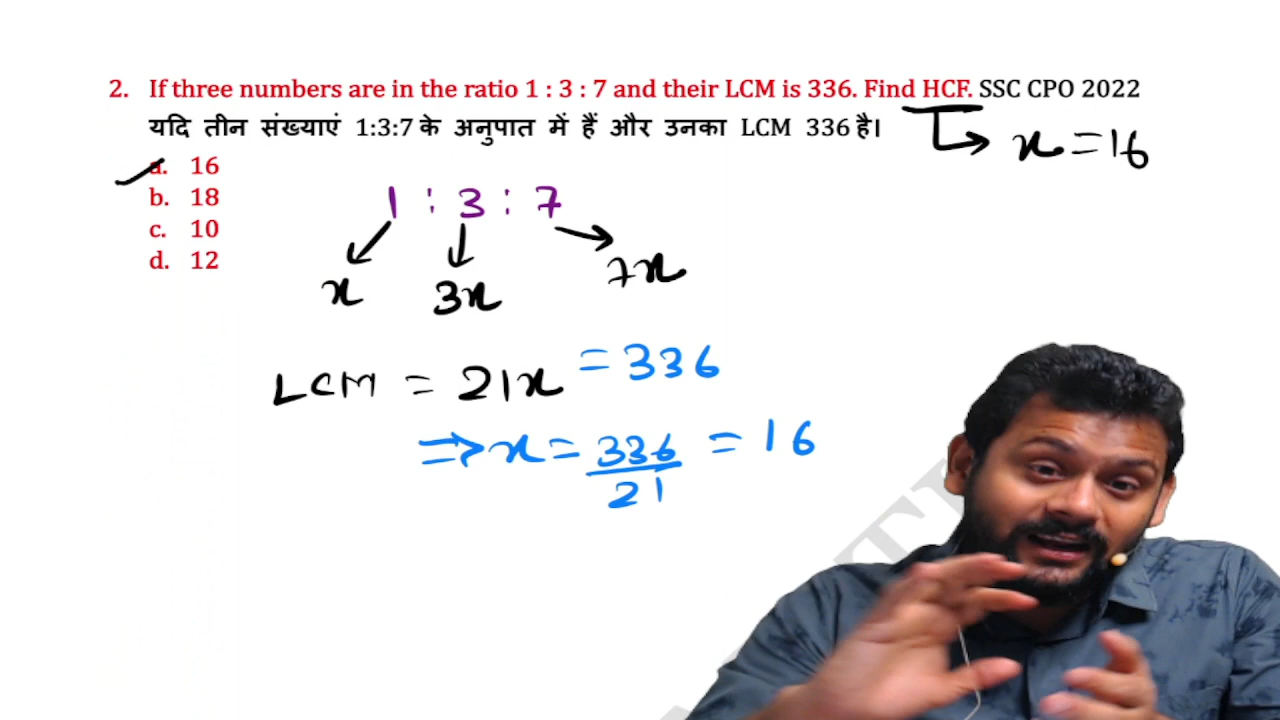 2. If three numbers are in the ratio 1 : 3 : 7 and their LCM is 336. Find HCF. SSC CPO 2022
यदि तीन संख्याएं 1:3:7 के अनुपात में हैं और उनका LCM 336 है।
x = 16
a. 16
b. 18
c. 10
d. 12
1 : 3 : 7
x 3x 7x
LCM = 21x = 336
⇒ x = 336/21 = 16